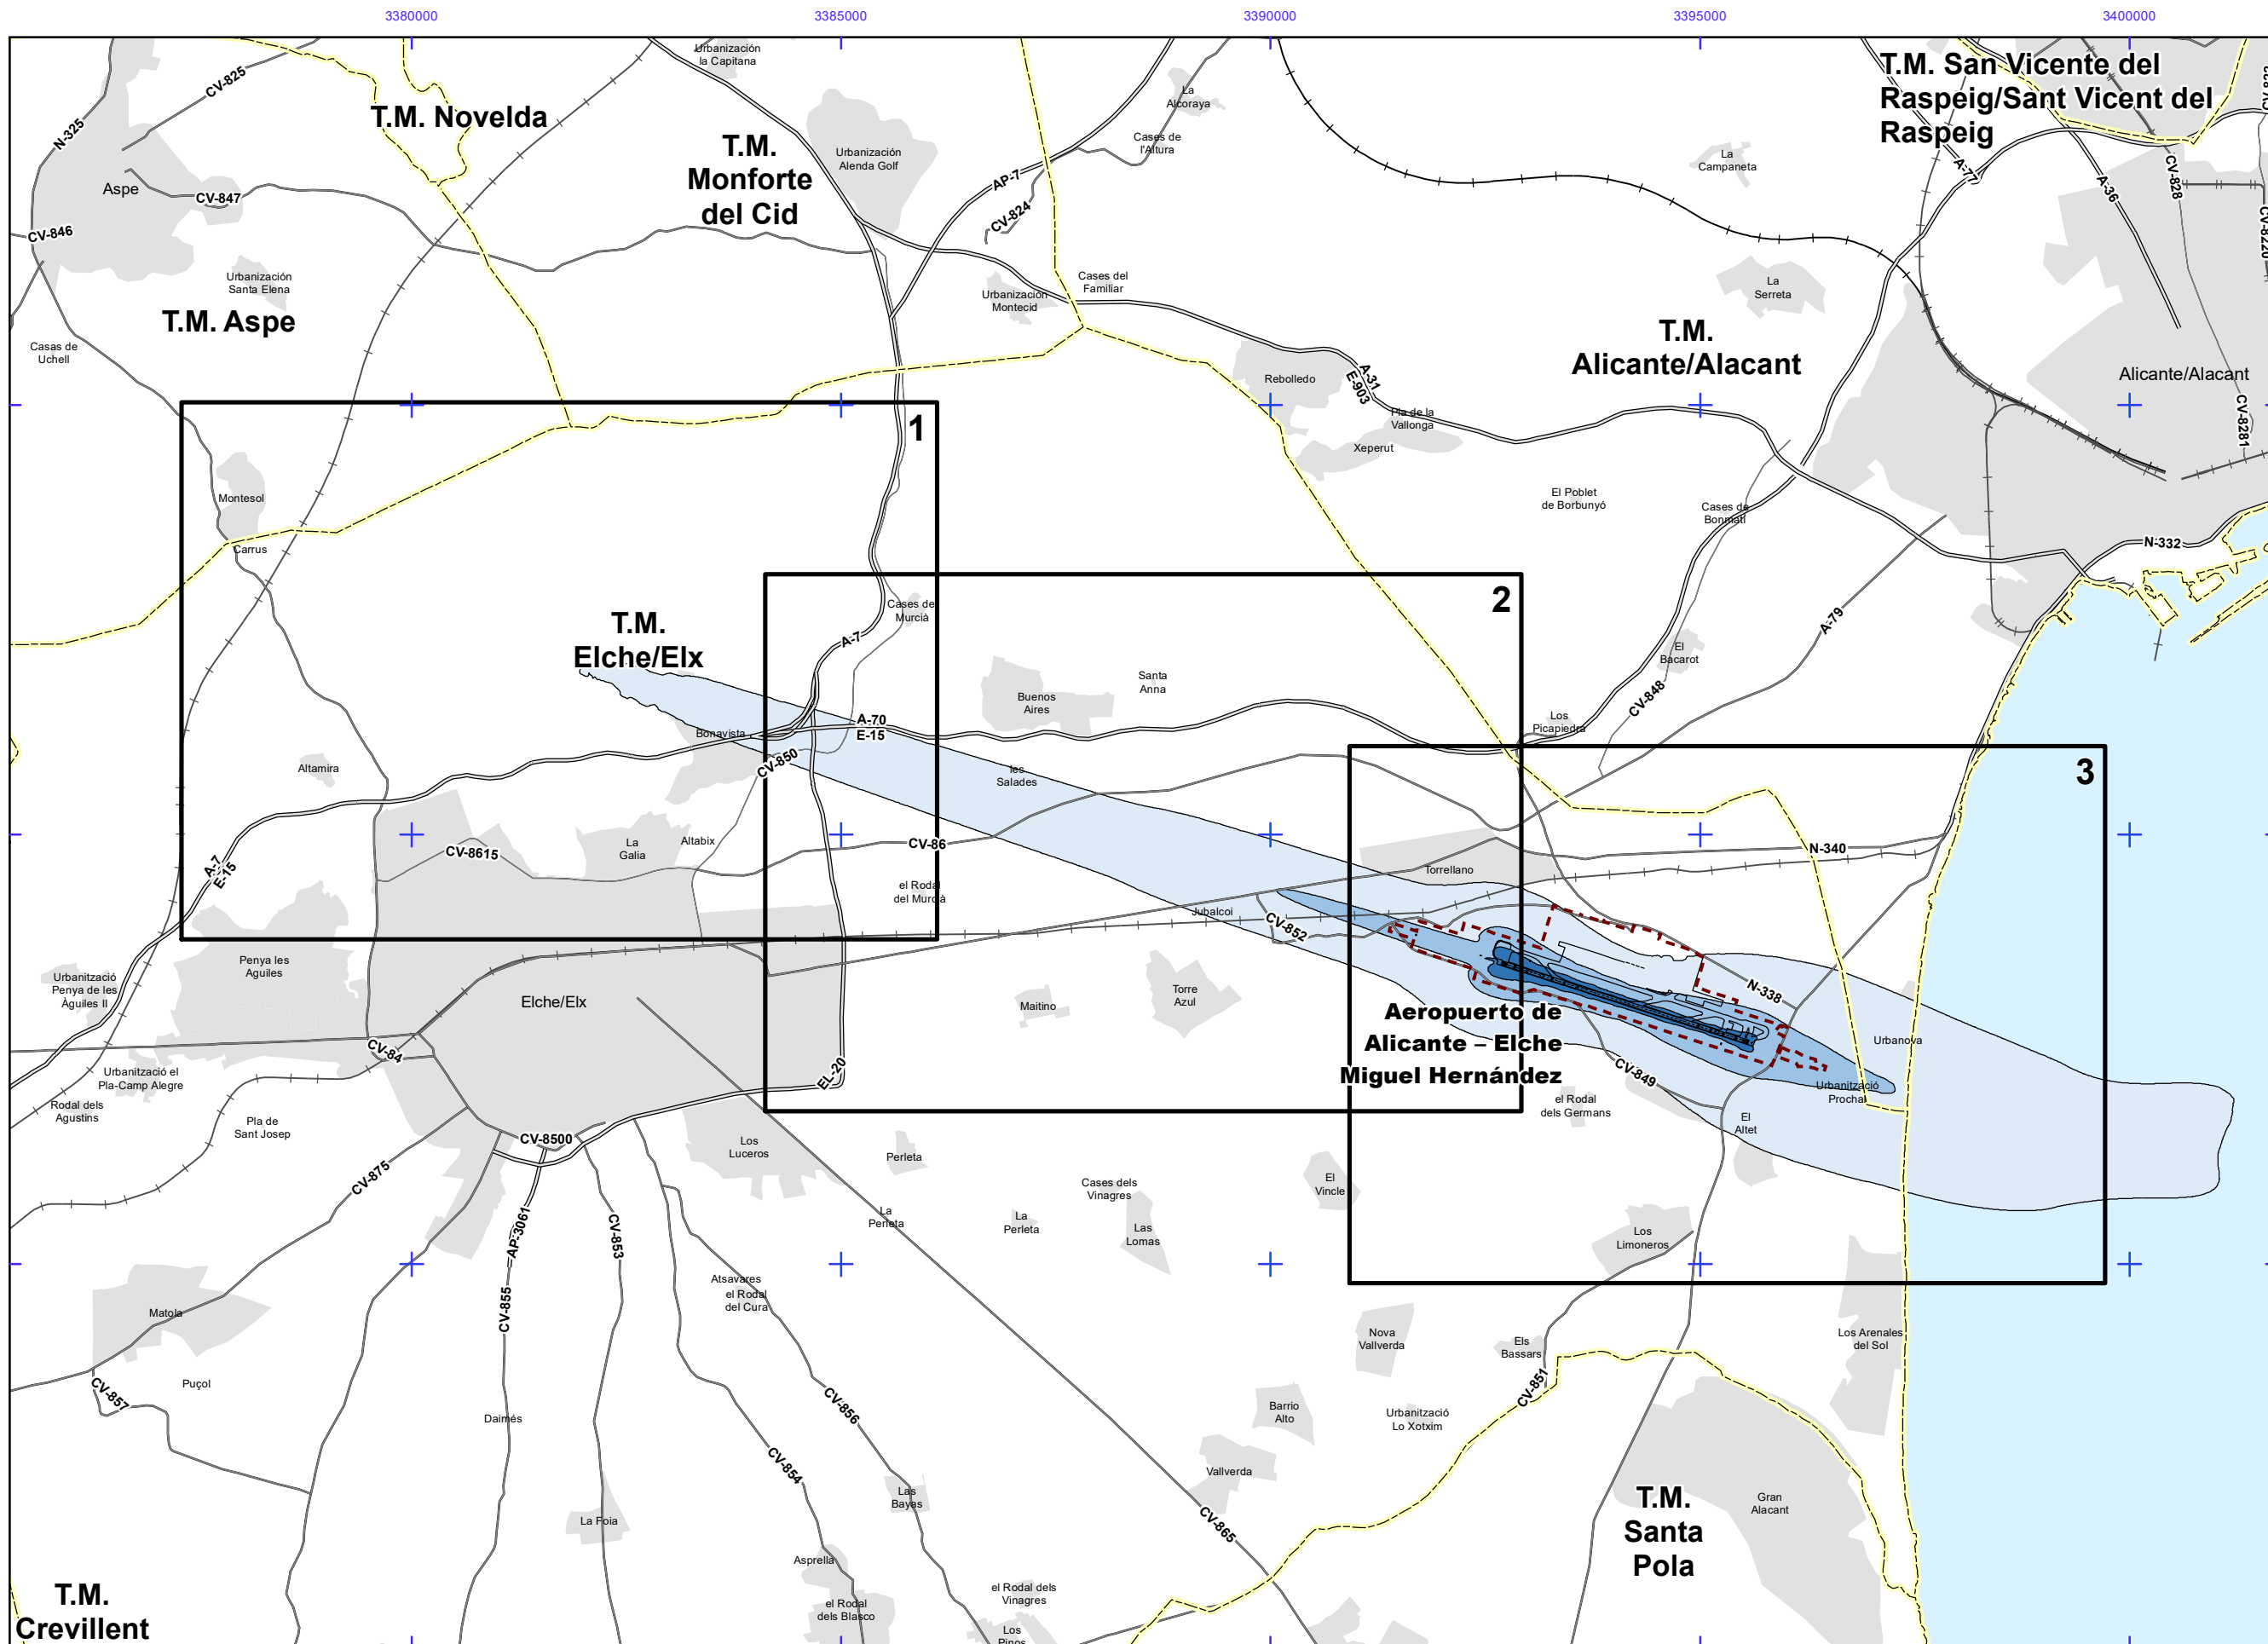 3380000
3385000
3390000
3395000
3400000
T.M. San Vicente del
Raspeig/Sant Vicent del
Raspeig
T.M. Novelda
T.M.
Monforte
del Cid
T.M. Aspe
T.M.
Alicante/Alacant
T.M.
Elche/Elx
T.M.
Santa
Pola
T.M.
Crevillent
1
2
3
Aeropuerto de
Alicante – Elche
Miguel Hernández
Urbanización
la Capitana
La
Alcoraya
Cases de
l'Altura
Urbanización
Alenda Golf
La
Campaneta
CV-825
N-325
Aspe
CV-847
CV-846
AP-7
CV-824
A-77
A-36
CV-828
CV-8220
Urbanización
Santa Elena
Urbanización
Montecid
Cases del
Familiar
La
Serreta
Casas de
Uchell
Rebolledo
A-31
E-903
Alicante/Alacant
CV-8281
Pla de la
Vallonga
Xeperut
Montesol
El Poblet
de Borbunyó
Cases de
Bonmatí
Carrus
N-332
Cases de
Murcià
A-7
A-79
El
Bacarot
Santa
Anna
Buenos
Aires
CV-848
Los
Picapiedra
A-70
E-15
Bonavista
CV-850
les
Salades
Altamira
La
Galia
Altabix
CV-8615
CV-86
N-340
A-7
E-15
Torrellano
el Rodal
del Murcià
Jubalcoi
CV-852
Penya les
Aguiles
Urbanització
Penya de les
Àguiles II
Elche/Elx
Maitino
Torre
Azul
N-338
Urbanova
CV-84
Urbanització el
Pla-Camp Alegre
EL-20
CV-849
Urbanització
Prochal
Rodal dels
Agustins
Pla de
Sant Josep
el Rodal
dels Germans
El
Altet
CV-8500
Los
Luceros
Perleta
CV-875
Cases dels
Vinagres
El
Vincle
AP-3061
CV-853
La
Perleta
La
Perleta
Las
Lomas
Los
Limoneros
Atsavares
el Rodal
del Cura
CV-855
Matola
Nova
Vallverda
Els
Bassars
Los Arenales
del Sol
Puçol
CV-857
CV-851
CV-856
Daimés
Barrio
Alto
Urbanització
Lo Xotxim
CV-854
Vallverda
Las
Bayas
Gran
Alacant
La Foia
CV-865
Asprella
el Rodal
dels Blasco
el Rodal dels
Vinagres
Los
Pinos